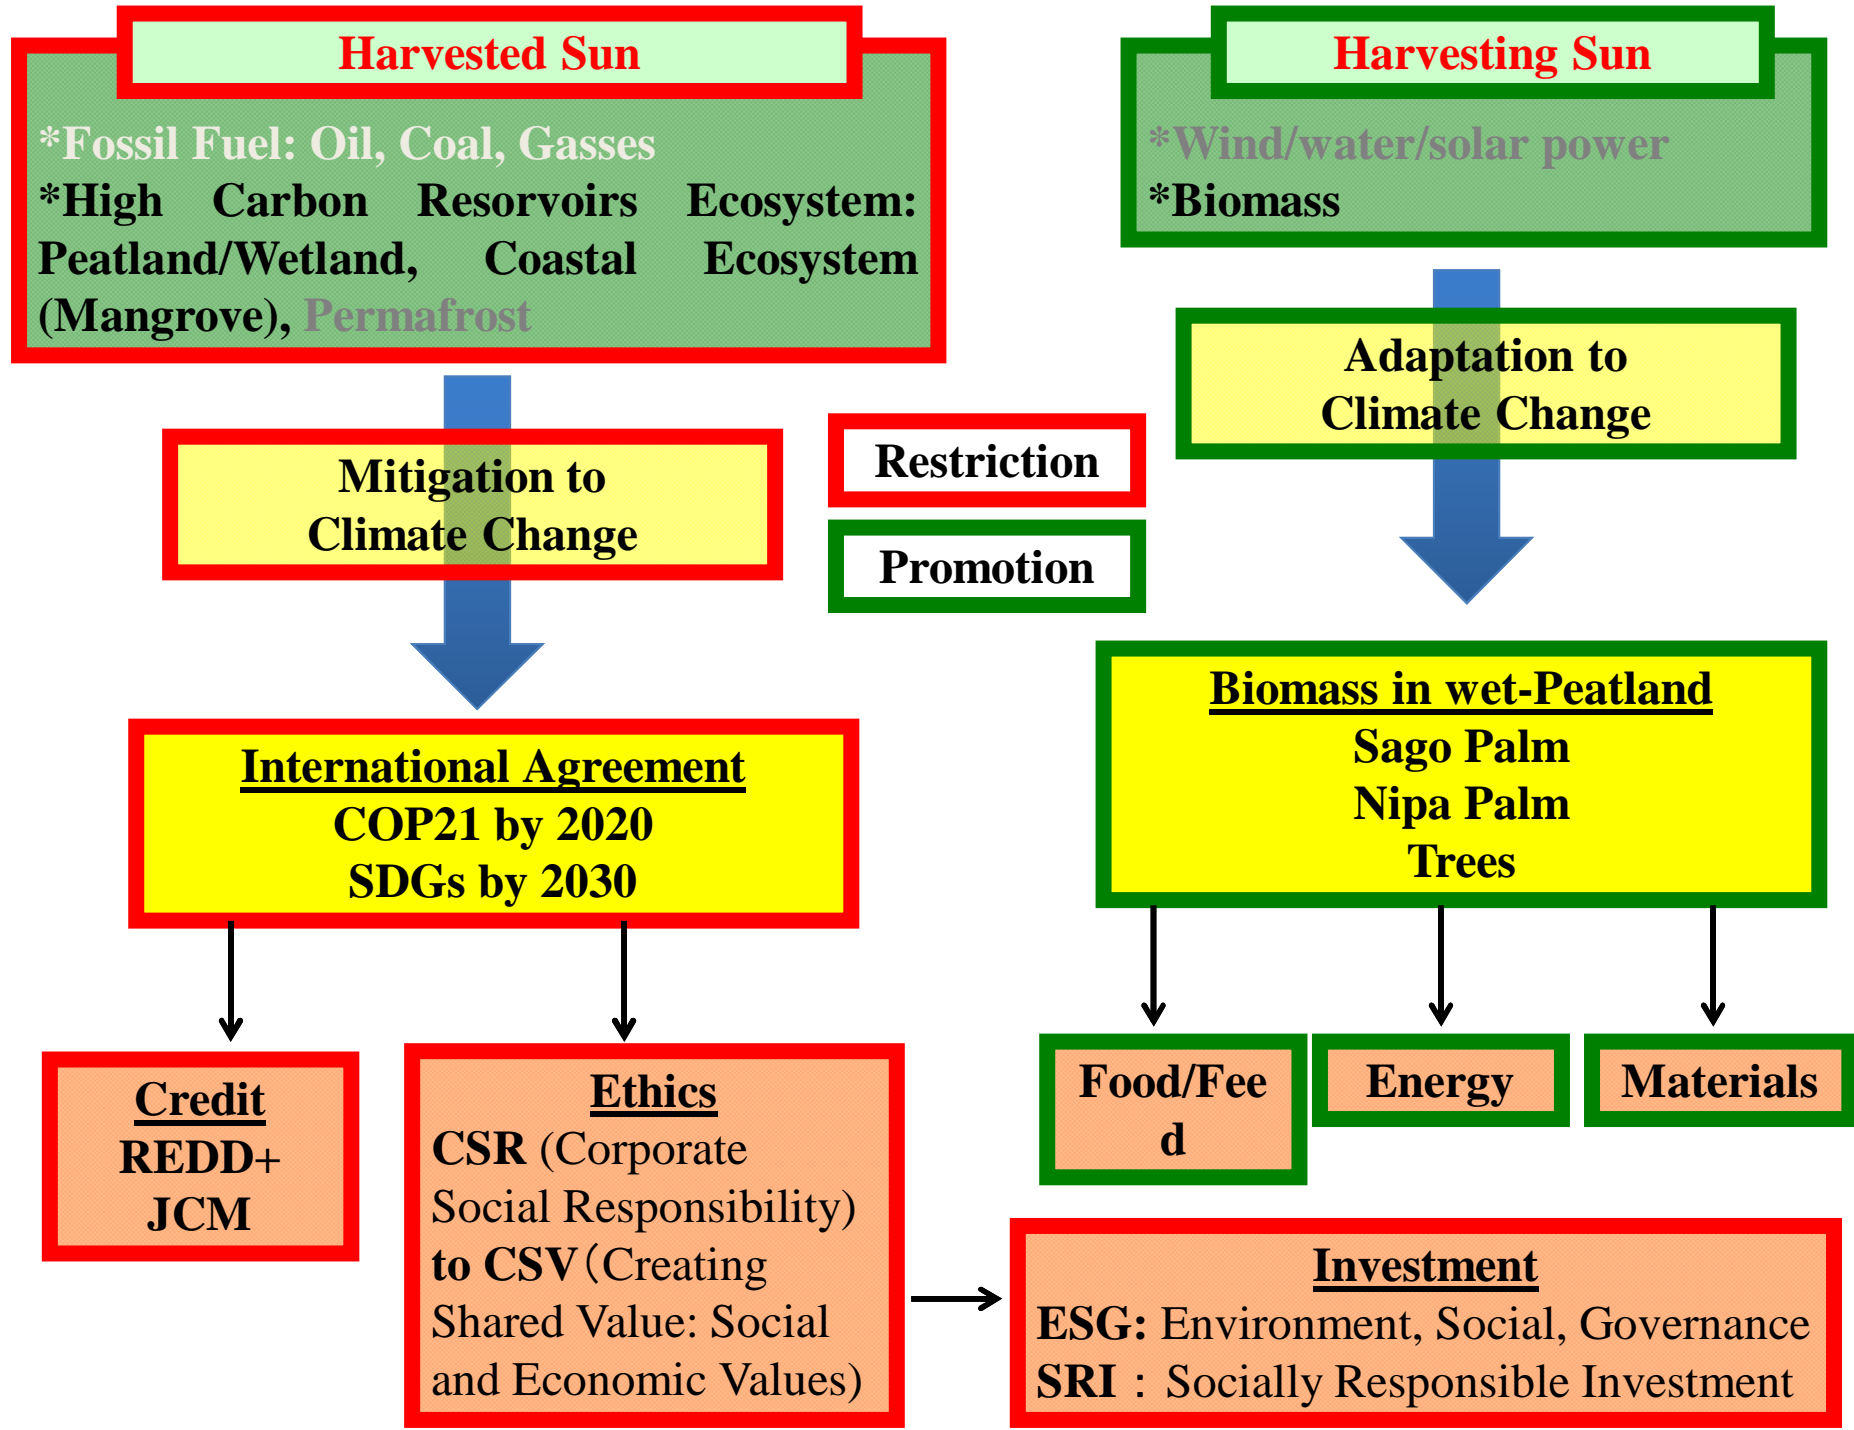 Harvested Sun
*Fossil Fuel: Oil, Coal, Gasses
*High Carbon Resorvoirs Ecosystem:
Peatland/Wetland, Coastal Ecosystem
(Mangrove), Permafrost
Mitigation to
Climate Change
International Agreement
COP21 by 2020
SDGs by 2030
Credit
REDD+
JCM
Ethics
CSR (Corporate
Social Responsibility)
to CSV（Creating
Shared Value: Social
and Economic Values)
Restriction
Promotion
Harvesting Sun
*Wind/water/solar power
*Biomass
Adaptation to
Climate Change
Biomass in wet-Peatland
Sago Palm
Nipa Palm
Trees
Food/Fee
d
Energy
Materials
Investment
ESG: Environment, Social, Governance
SRI：Socially Responsible Investment